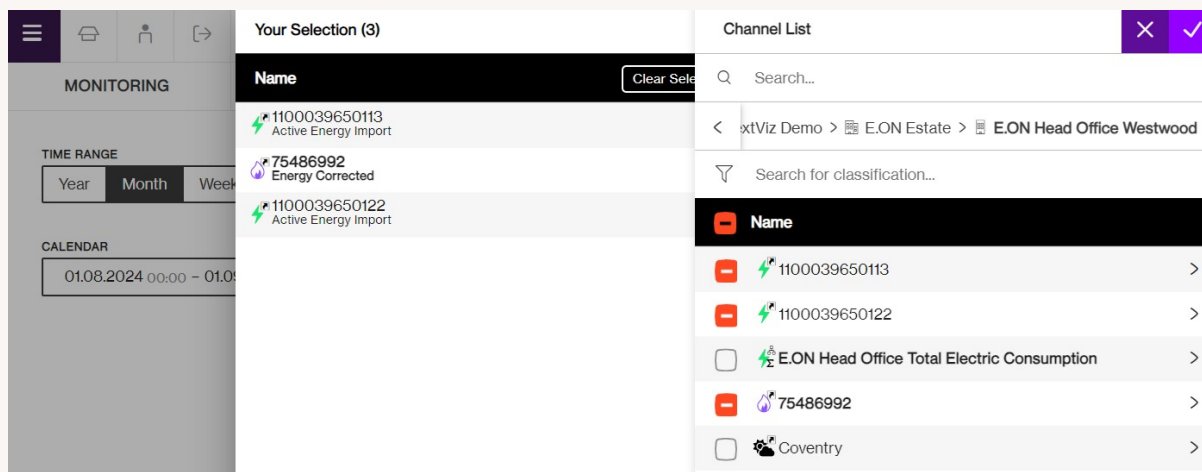 MONITORING
TIME RANGE
Year Month Week
CALENDAR
01.08.2024 00:00 – 01.09
Your Selection (3)
Name Clear Sele
1100039650113
Active Energy Import
75486992
Energy Corrected
1100039650122
Active Energy Import
Channel List
Search...
extViz Demo > E.ON Estate > E.ON Head Office Westwood
Search for classification...
Name
1100039650113
1100039650122
E.ON Head Office Total Electric Consumption
75486992
Coventry